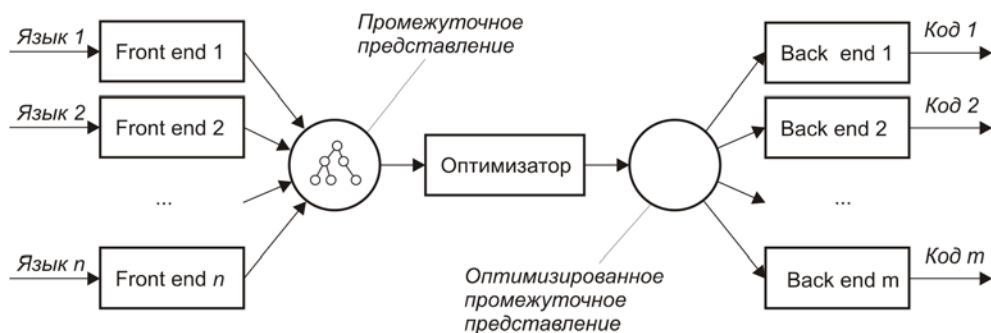 Язык 1
Front end 1
Язык 2
Front end 2
...
Язык n
Front end n
Промежуточное
представление
Оптимизатор
Оптимизированное
промежуточное
представление
Back end 1
Код 1
Back end 2
Код 2
...
Back end m
Код m